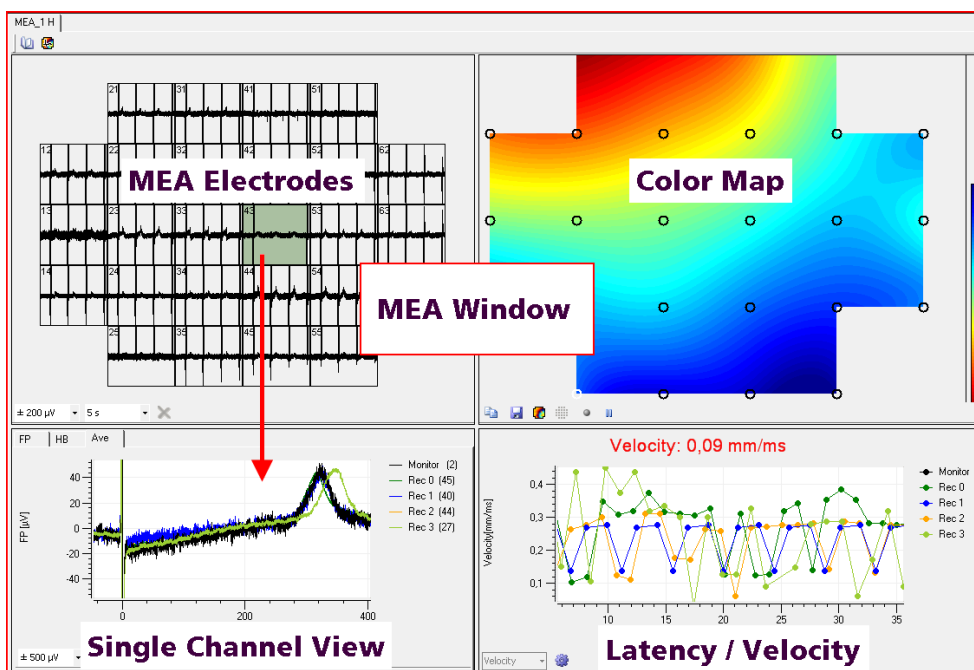 MEA_1 H
21 31 41 51
12 22 32 42 52 62
MEA Electrodes
Color Map
13 23 33 43 53 63
14 24 34 44 54
MEA Window
25 35 45 55
± 200 µV 5 s
FP HB Ave
Velocity: 0,09 mm/ms
FP [µV]
40
20
0
-20
-40
0 200 400
Monitor (2)
Rec 0 (45)
Rec 1 (40)
Rec 2 (44)
Rec 3 (27)
Velocity[mm/ms]
0,4
0,3
0,2
0,1
10 15 20 25 30 35
Monitor
Rec 0
Rec 1
Rec 2
Rec 3
Single Channel View
Latency / Velocity
± 500 µV
Velocity